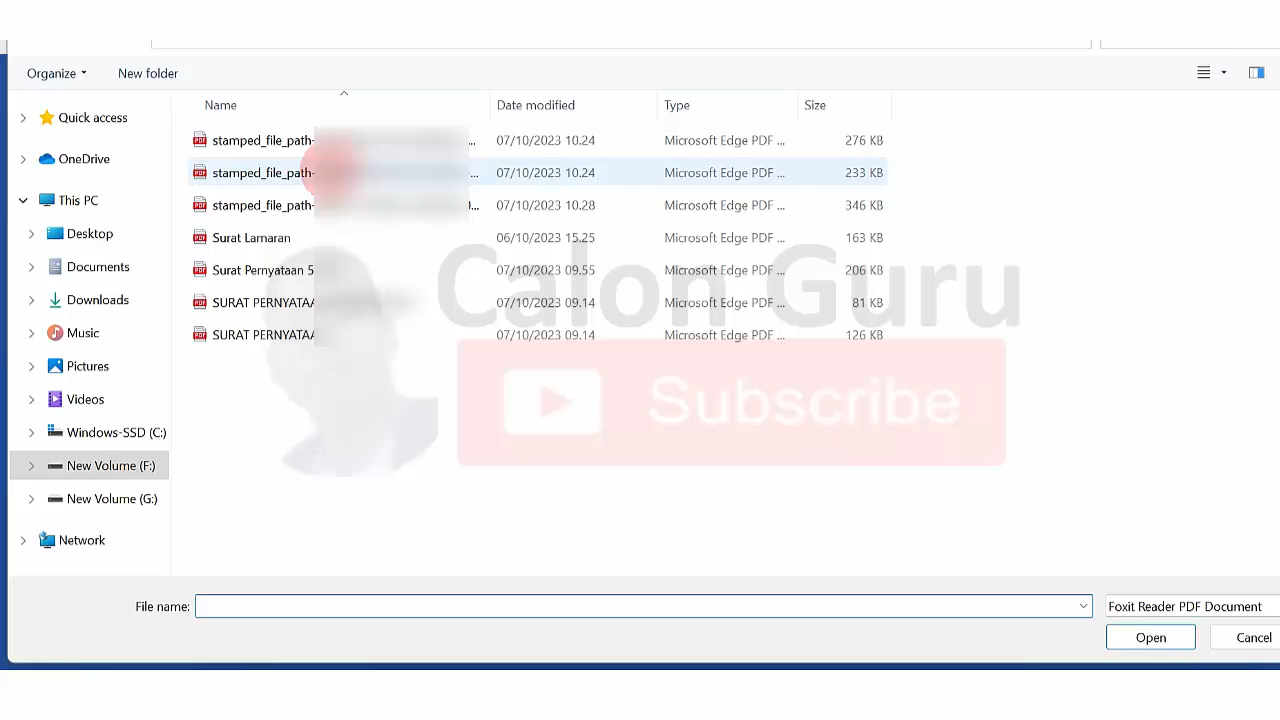 Organize New folder
Name Date modified Type Size
Quick access
OneDrive
This PC
Desktop
Documents
Downloads
Music
Pictures
Videos
Windows-SSD (C:)
New Volume (F:)
New Volume (G:)
Network
stamped_file_path- ... 07/10/2023 10.24 Microsoft Edge PDF ... 276 KB
stamped_file_path- ... 07/10/2023 10.24 Microsoft Edge PDF ... 233 KB
stamped_file_path- ... 07/10/2023 10.28 Microsoft Edge PDF ... 346 KB
Surat Lamaran 06/10/2023 15.25 Microsoft Edge PDF ... 163 KB
Surat Pernyataan 5 07/10/2023 09.55 Microsoft Edge PDF ... 206 KB
SURAT PERNYATAA 07/10/2023 09.14 Microsoft Edge PDF ... 81 KB
SURAT PERNYATAA 07/10/2023 09.14 Microsoft Edge PDF ... 126 KB
Calon Guru
Subscribe
File name: Foxit Reader PDF Document
Open Cancel